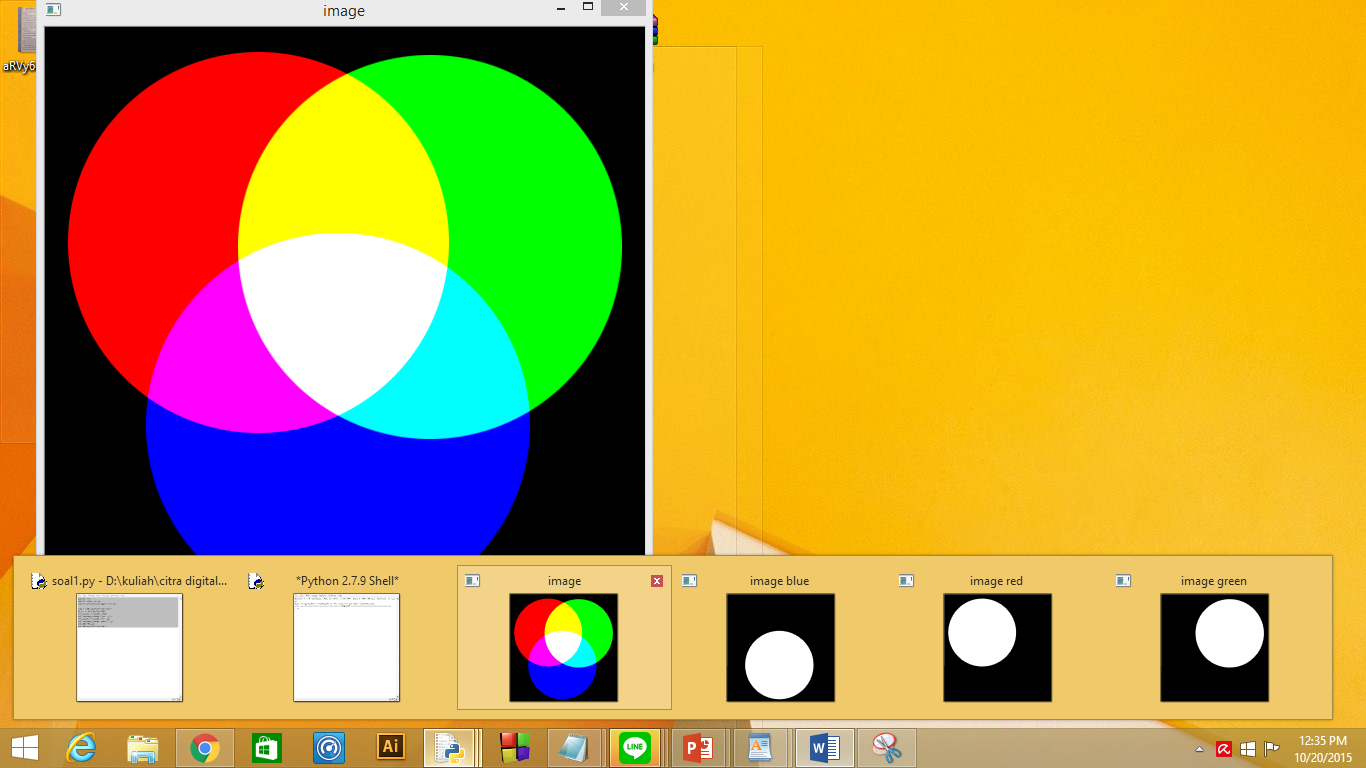 image
aRVy6
soal1.py - D:\kuliah\citra digital...
*Python 2.7.9 Shell*
image
image blue
image red
image green
Ai
LINE
12:35 PM
10/20/2015